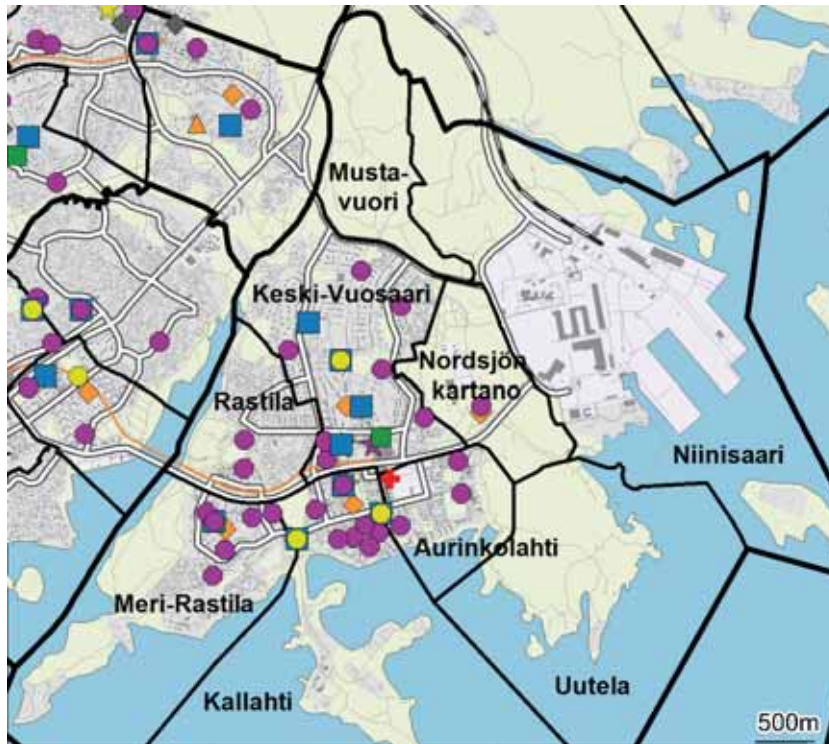 Musta-
vuori
Keski-Vuosaari
Nordsjön
kartano
Rastila
Niinisaari
Aurinkolahti
Meri-Rastila
Uutela
Kallahti
500m